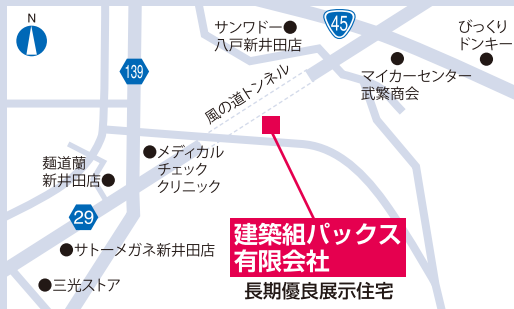 N
サンワドー
八戸新井田店
45
びっくり
ドンキー
139
マイカーセンター
武繁商会
風の道トンネル
麺道蘭
新井田店
メディカル
チェック
クリニック
29
建築組パックス
有限会社
サトーメガネ新井田店
三光ストア
長期優良展示住宅